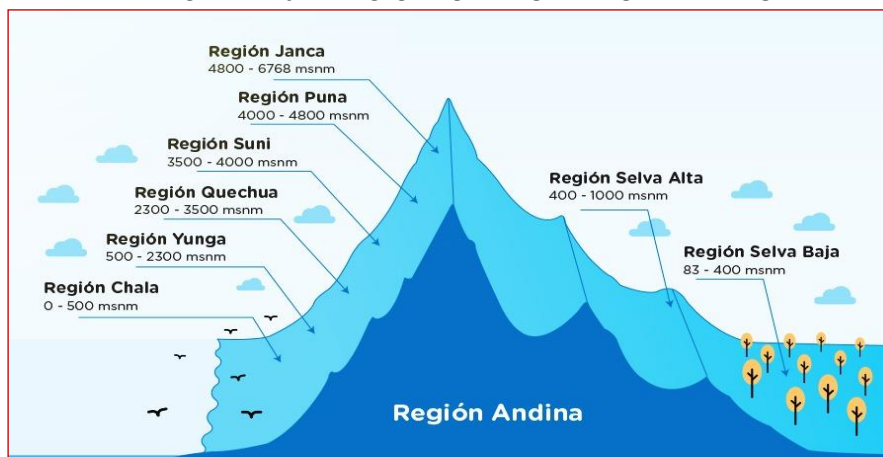 Región Janca
4800 - 6768 msnm
Región Puna
4000 - 4800 msnm
Región Suni
3500 - 4000 msnm
Región Quechua
2300 - 3500 msnm
Región Yunga
500 - 2300 msnm
Región Chala
0 - 500 msnm
Región Selva Alta
400 - 1000 msnm
Región Selva Baja
83 - 400 msnm
Región Andina